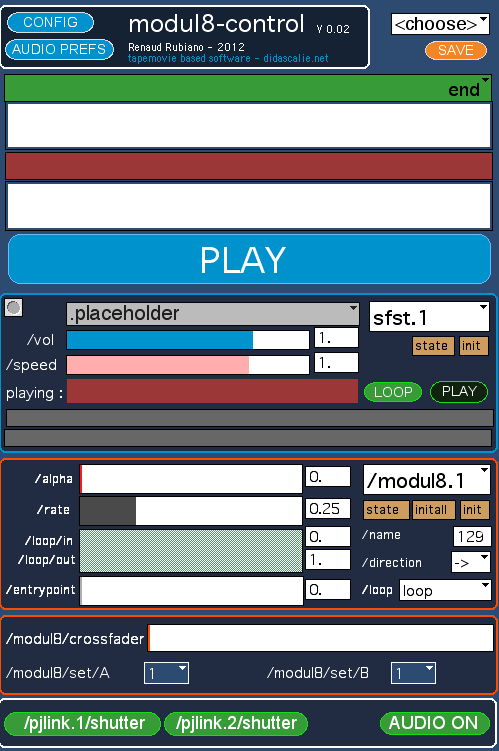 CONFIG
modul8-control V 0.02
<choose>
AUDIO PREFS
Renaud Rubiano - 2012
tapemovie based software - didascalie.net
SAVE
end
PLAY
.placeholder
sfst.1
/vol 1.
state init
/speed 1.
playing : LOOP PLAY
/alpha 0. /modul8.1
/rate 0.25 state initall init
/loop/in 0. /name 129
/loop/out 1. /direction ->
/entrypoint 0. /loop loop
/modul8/crossfader
/modul8/set/A 1 /modul8/set/B 1
/pjlink.1/shutter /pjlink.2/shutter AUDIO ON